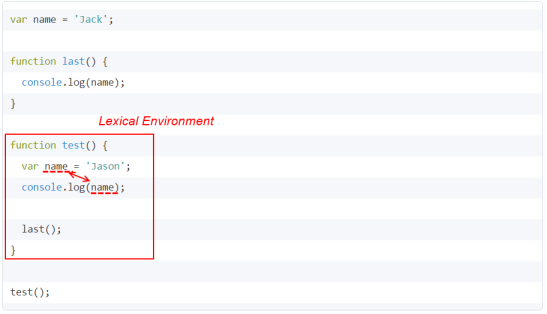 var name = 'Jack';
function last() {
console.log(name);
}
Lexical Environment
function test() {
var name = 'Jason';
console.log(name);
last();
}
test();